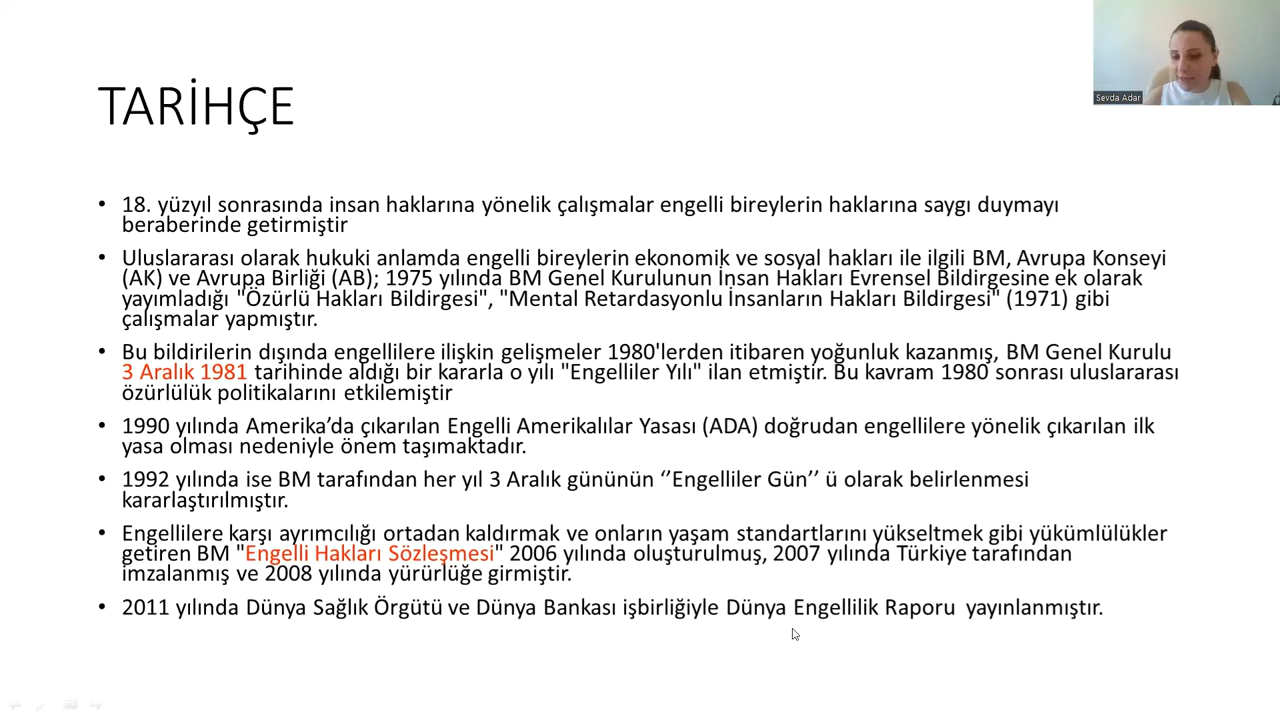 TARİHÇE
Sevda Adar
• 18. yüzyıl sonrasında insan haklarına yönelik çalışmalar engelli bireylerin haklarına saygı duymayı
beraberinde getirmiştir
• Uluslararası olarak hukuki anlamda engelli bireylerin ekonomik ve sosyal hakları ile ilgili BM, Avrupa Konseyi
(AK) ve Avrupa Birliği (AB); 1975 yılında BM Genel Kurulunun İnsan Hakları Evrensel Bildirgesine ek olarak
yayımladığı "Özürlü Hakları Bildirgesi", "Mental Retardasyonlu İnsanların Hakları Bildirgesi" (1971) gibi
çalışmalar yapmıştır.
• Bu bildirilerin dışında engellilere ilişkin gelişmeler 1980'lerden itibaren yoğunluk kazanmış, BM Genel Kurulu
3 Aralık 1981 tarihinde aldığı bir kararla o yılı "Engelliler Yılı" ilan etmiştir. Bu kavram 1980 sonrası uluslararası
özürlülük politikalarını etkilemiştir
• 1990 yılında Amerika’da çıkarılan Engelli Amerikalılar Yasası (ADA) doğrudan engellilere yönelik çıkarılan ilk
yasa olması nedeniyle önem taşımaktadır.
• 1992 yılında ise BM tarafından her yıl 3 Aralık gününün ‘’Engelliler Gün’’ ü olarak belirlenmesi
kararlaştırılmıştır.
• Engellilere karşı ayrımcılığı ortadan kaldırmak ve onların yaşam standartlarını yükseltmek gibi yükümlülükler
getiren BM "Engelli Hakları Sözleşmesi" 2006 yılında oluşturulmuş, 2007 yılında Türkiye tarafından
imzalanmış ve 2008 yılında yürürlüğe girmiştir.
• 2011 yılında Dünya Sağlık Örgütü ve Dünya Bankası işbirliğiyle Dünya Engellilik Raporu  yayınlanmıştır.